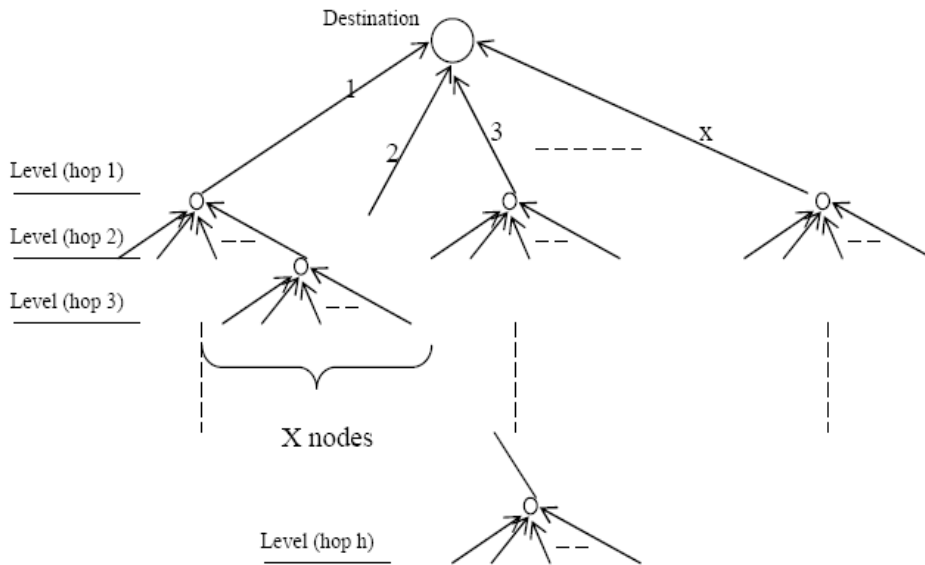 Destination
1
2
3
x
Level (hop 1)
Level (hop 2)
Level (hop 3)
X nodes
Level (hop h)